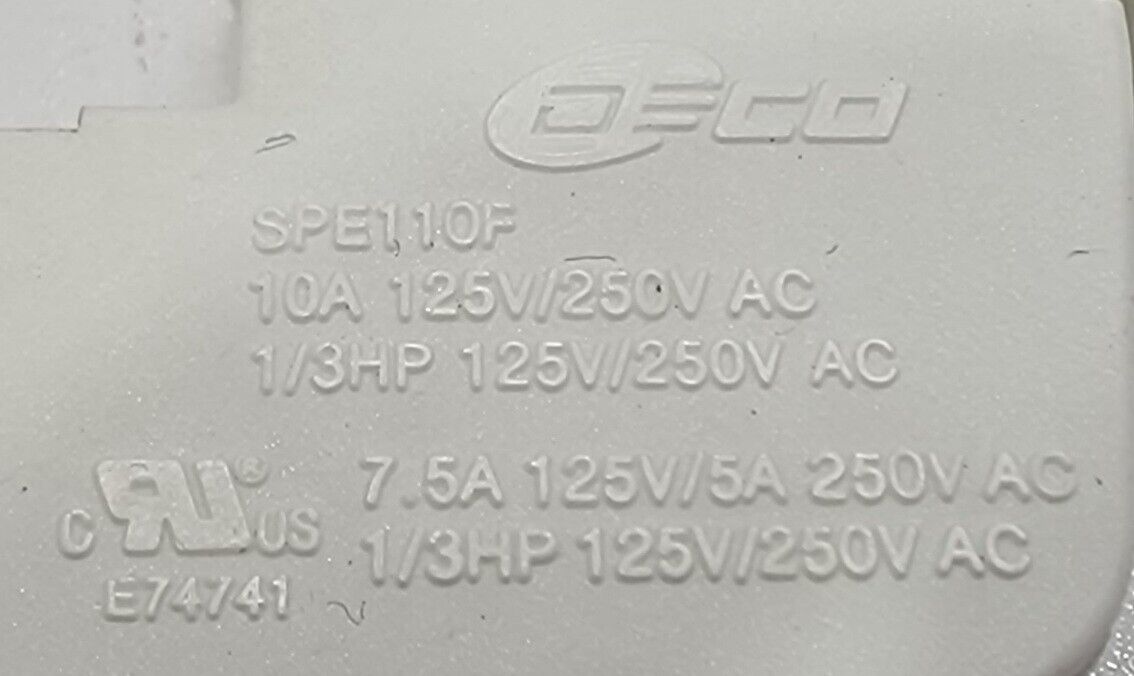 DECO
SPE110F
10A 125V/250V AC
1/3HP 125V/250V AC
7.5A 125V/5A 250V AC
1/3HP 125V/250V AC
C RU® US
E74741